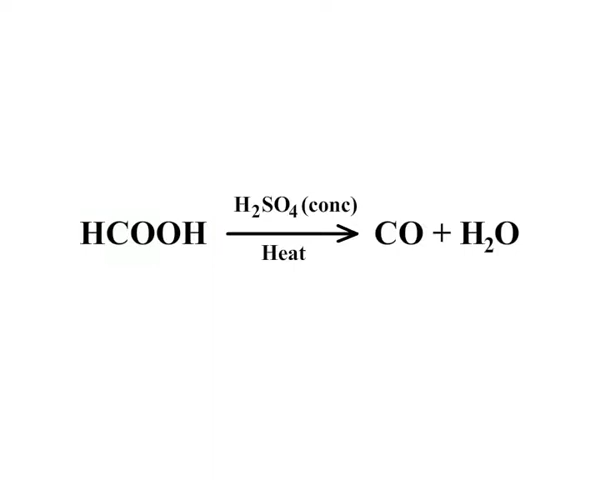 H₂SO₄ (conc)
HCOOH ⟶ CO + H₂O
Heat